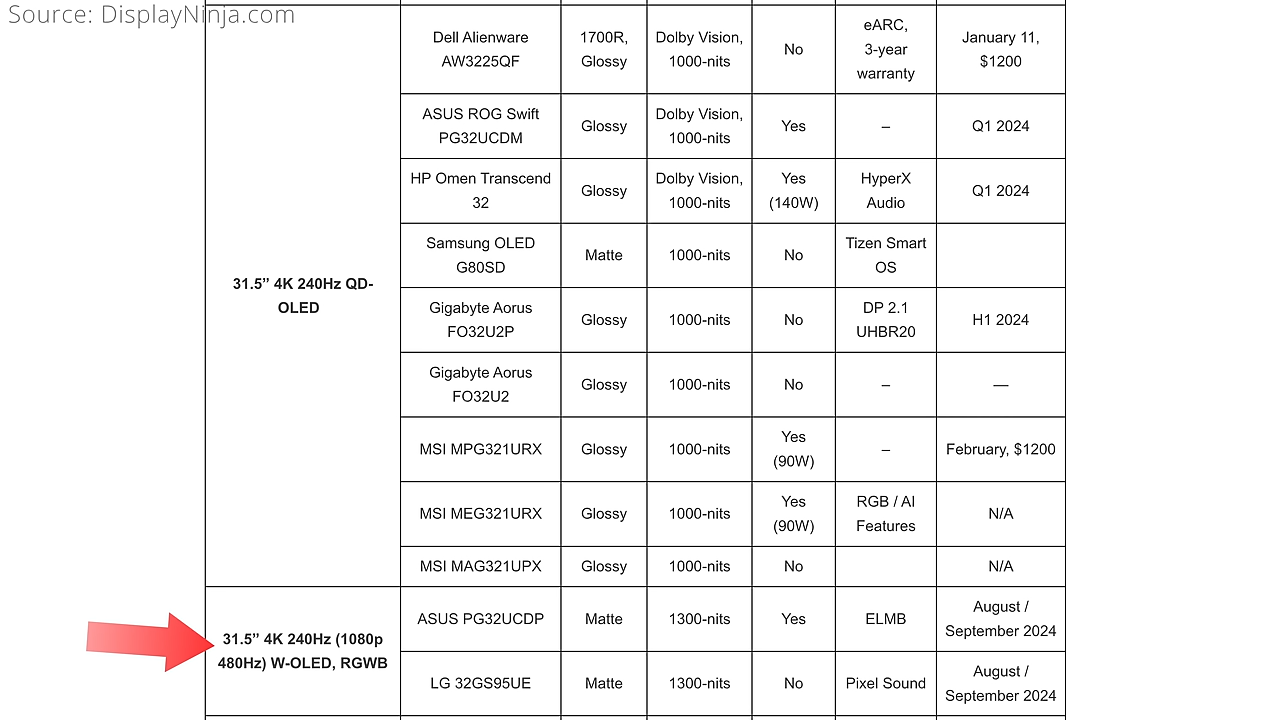 Source: DisplayNinja.com
Dell Alienware
AW3225QF
1700R,
Glossy
Dolby Vision,
1000-nits
No
eARC,
3-year
warranty
January 11,
$1200
ASUS ROG Swift
PG32UCDM
Glossy
Dolby Vision,
1000-nits
Yes
–
Q1 2024
HP Omen Transcend
32
Glossy
Dolby Vision,
1000-nits
Yes
(140W)
HyperX
Audio
Q1 2024
Samsung OLED
G80SD
Matte
1000-nits
No
Tizen Smart
OS
31.5” 4K 240Hz QD-
OLED
Gigabyte Aorus
FO32U2P
Glossy
1000-nits
No
DP 2.1
UHBR20
H1 2024
Gigabyte Aorus
FO32U2
Glossy
1000-nits
No
–
—
MSI MPG321URX
Glossy
1000-nits
Yes
(90W)
–
February, $1200
MSI MEG321URX
Glossy
1000-nits
Yes
(90W)
RGB / AI
Features
N/A
MSI MAG321UPX
Glossy
1000-nits
No
N/A
31.5” 4K 240Hz (1080p
480Hz) W-OLED, RGWB
ASUS PG32UCDP
Matte
1300-nits
Yes
ELMB
August /
September 2024
LG 32GS95UE
Matte
1300-nits
No
Pixel Sound
August /
September 2024